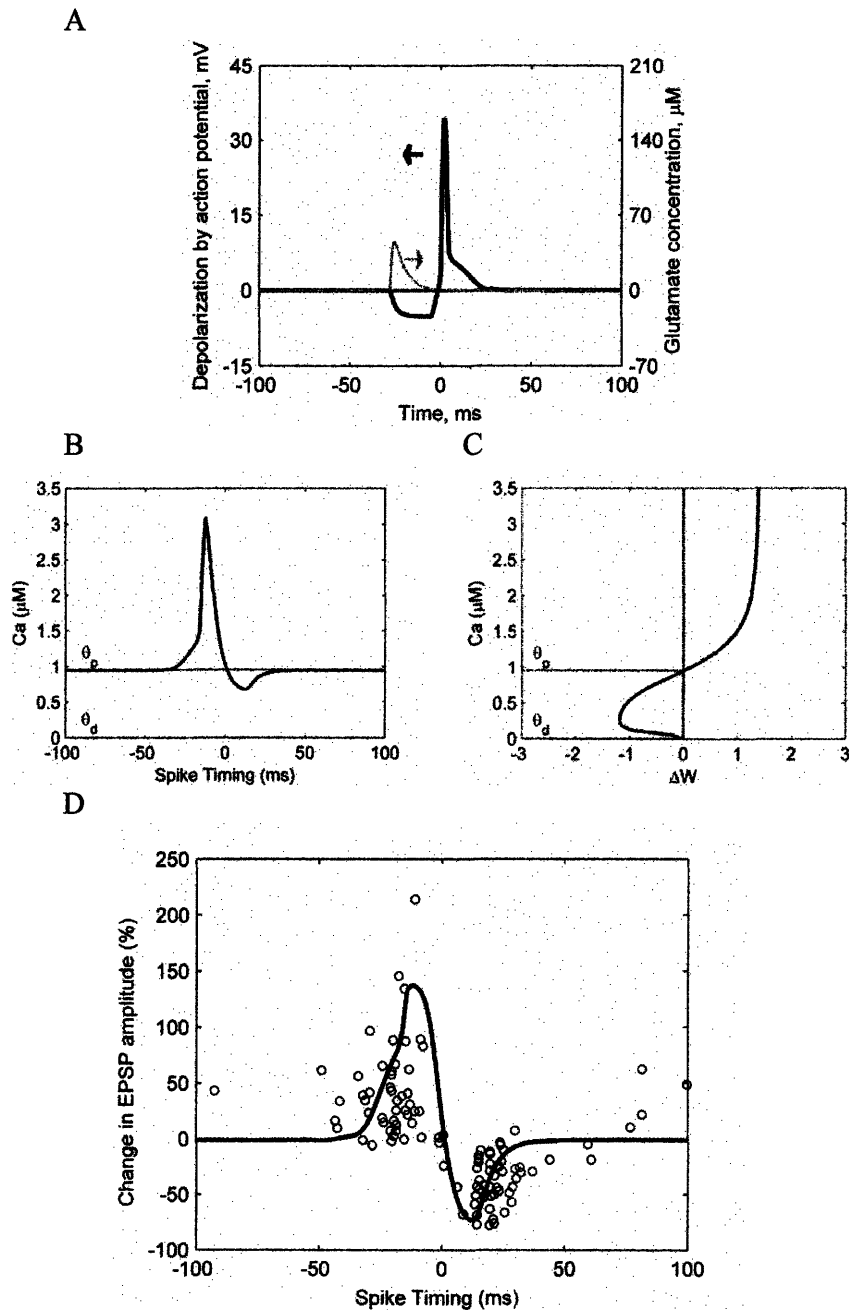 A
Depolarization by action potential, mV
45
30
15
0
-15
210
140
70
0
-70
Glutamate concentration, µM
-100 -50 0 50 100
Time, ms
B
Ca (µM)
3.5
3
2.5
2
1.5
1
0.5
0
θp
θd
-100 -50 0 50 100
Spike Timing (ms)
C
Ca (µM)
3.5
3
2.5
2
1.5
1
0.5
0
θp
θd
-3 -2 -1 0 1 2 3
ΔW
D
Change in EPSP amplitude (%)
250
200
150
100
50
0
-50
-100
-100 -50 0 50 100
Spike Timing (ms)